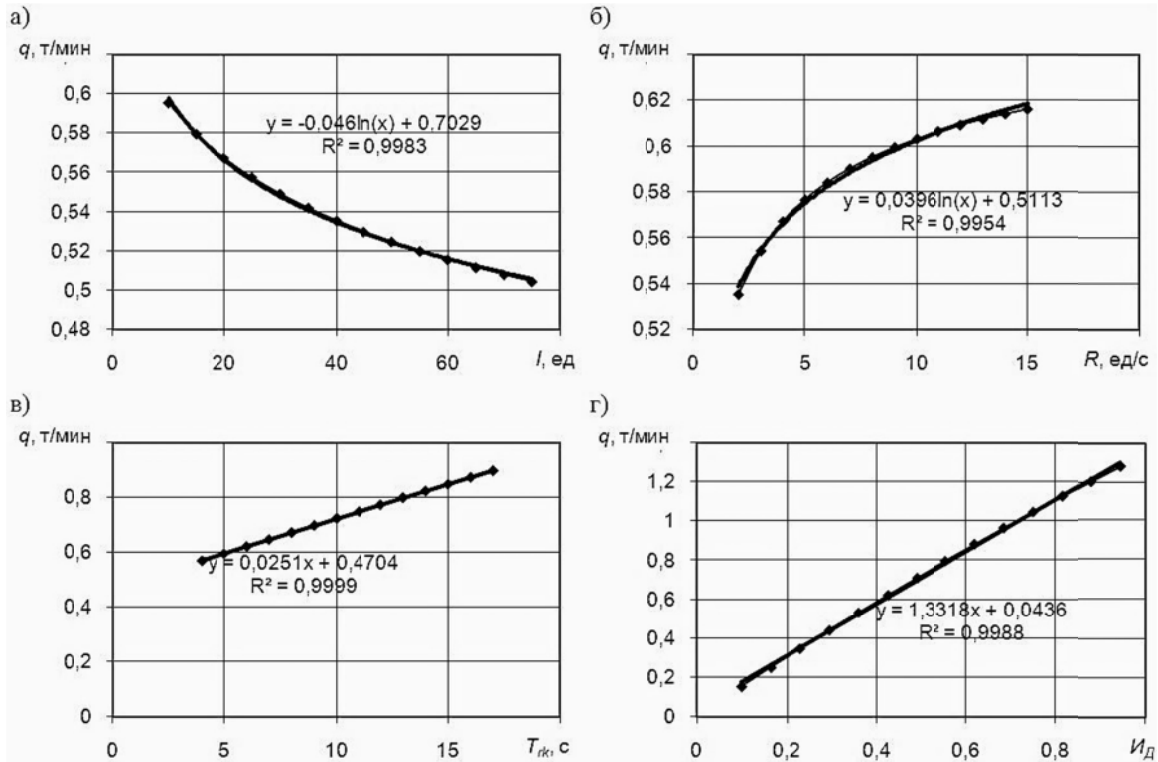 а)
q, т/мин
0,6
0,58
0,56
0,54
0,52
0,5
0,48
y = -0,046ln(x) + 0,7029
R² = 0,9983
0
20
40
60
I, ед
б)
q, т/мин
0,62
0,6
0,58
0,56
0,54
0,52
y = 0,0396ln(x) + 0,5113
R² = 0,9954
0
5
10
15
R, ед/с
в)
q, т/мин
0,8
0,6
0,4
0,2
0
y = 0,0251x + 0,4704
R² = 0,9999
0
5
10
15
Trk, с
г)
q, т/мин
1,2
1
0,8
0,6
0,4
0,2
0
y = 1,3318x + 0,0436
R² = 0,9988
0
0,2
0,4
0,6
0,8
ИД